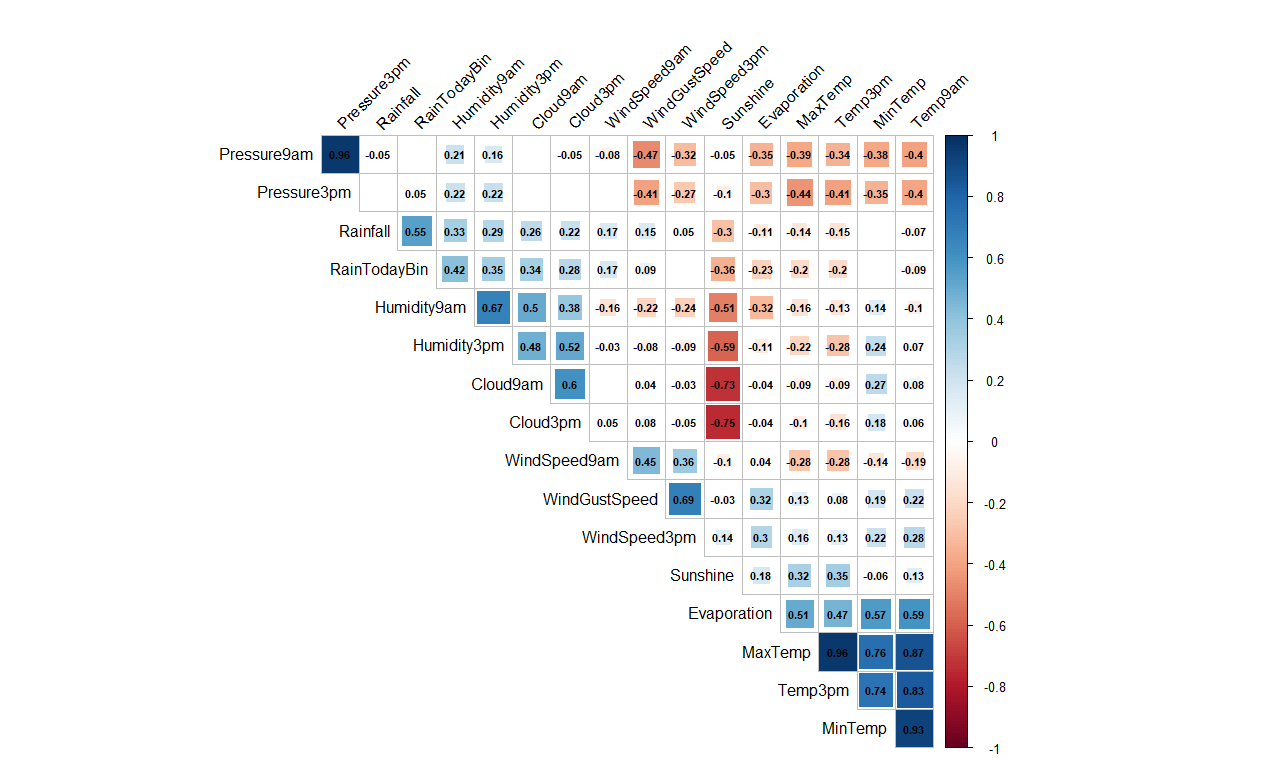 Pressure3pm
Rainfall
RainTodayBin
Humidity9am
Humidity3pm
Cloud9am
Cloud3pm
WindSpeed9am
WindGustSpeed
WindSpeed3pm
Sunshine
Evaporation
MaxTemp
Temp3pm
MinTemp
Temp9am
Pressure9am 0.96 -0.05 0.21 0.16 -0.05 -0.08 -0.47 -0.32 -0.05 -0.35 -0.39 -0.34 -0.38 -0.4
Pressure3pm 0.05 0.22 0.22 -0.41 -0.27 -0.1 -0.3 -0.44 -0.41 -0.35 -0.4
Rainfall 0.55 0.33 0.29 0.26 0.22 0.17 0.15 0.05 -0.3 -0.11 -0.14 -0.15 -0.07
RainTodayBin 0.42 0.35 0.34 0.28 0.17 0.09 -0.36 -0.23 -0.2 -0.2 -0.09
Humidity9am 0.67 0.5 0.38 -0.16 -0.22 -0.24 -0.51 -0.32 -0.16 -0.13 0.14 -0.1
Humidity3pm 0.48 0.52 -0.03 -0.08 -0.09 -0.59 -0.11 -0.22 -0.28 0.24 0.07
Cloud9am 0.6 0.04 -0.03 -0.73 -0.04 -0.09 -0.09 0.27 0.08
Cloud3pm 0.05 0.08 -0.05 -0.75 -0.04 -0.1 -0.16 0.18 0.06
WindSpeed9am 0.45 0.36 -0.1 0.04 -0.28 -0.28 -0.14 -0.19
WindGustSpeed 0.69 -0.03 0.32 0.13 0.08 0.19 0.22
WindSpeed3pm 0.14 0.3 0.16 0.13 0.22 0.28
Sunshine 0.18 0.32 0.35 -0.06 0.13
Evaporation 0.51 0.47 0.57 0.59
MaxTemp 0.96 0.76 0.87
Temp3pm 0.74 0.83
MinTemp 0.93
1
0.8
0.6
0.4
0.2
0
-0.2
-0.4
-0.6
-0.8
-1